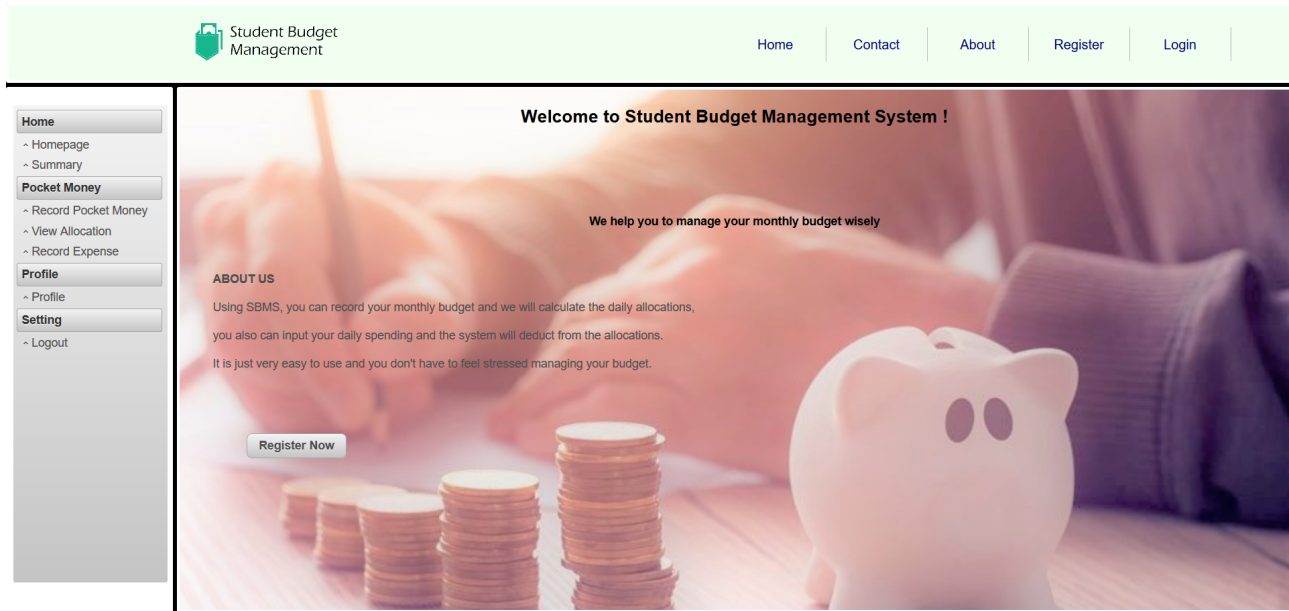 Student Budget
Management
Home
Contact
About
Register
Login
Home
^ Homepage
^ Summary
Pocket Money
^ Record Pocket Money
^ View Allocation
^ Record Expense
Profile
^ Profile
Setting
^ Logout
Welcome to Student Budget Management System !
We help you to manage your monthly budget wisely
ABOUT US
Using SBMS, you can record your monthly budget and we will calculate the daily allocations,
you also can input your daily spending and the system will deduct from the allocations.
It is just very easy to use and you don't have to feel stressed managing your budget.
Register Now